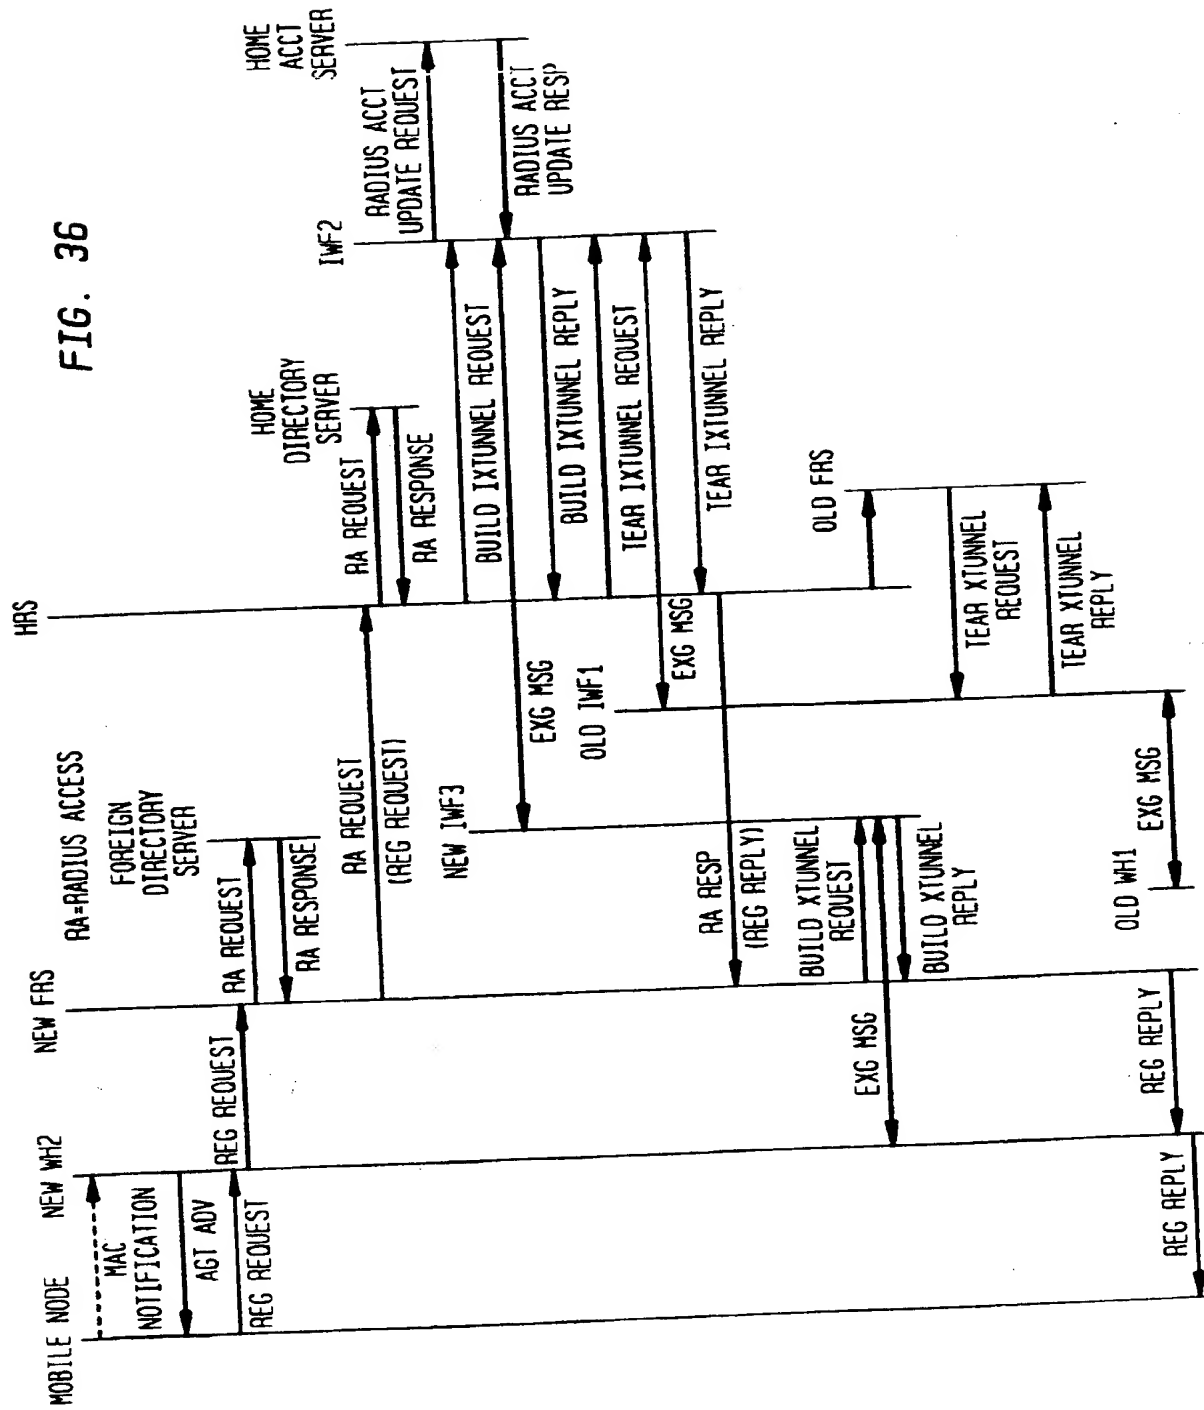 FIG. 36
RA=RADIUS ACCESS
MOBILE NODE
NEW WH2
NEW FRS
FOREIGN
DIRECTORY
SERVER
HRS
HOME
DIRECTORY
SERVER
IWF2
HOME
ACCT
SERVER
MAC
NOTIFICATION
AGT ADV
REG REQUEST
REG REQUEST
RA REQUEST
RA RESPONSE
RA REQUEST
(REG REQUEST)
RA REQUEST
RA RESPONSE
RADIUS ACCT
UPDATE REQUEST
RADIUS ACCT
UPDATE RESP
BUILD IXTUNNEL REQUEST
NEW IWF3
EXG MSG
BUILD IXTUNNEL REPLY
TEAR IXTUNNEL REQUEST
OLD IWF1
EXG MSG
TEAR IXTUNNEL REPLY
RA RESP
(REG REPLY)
BUILD XTUNNEL
REQUEST
EXG MSG
BUILD XTUNNEL
REPLY
OLD FRS
TEAR XTUNNEL
REQUEST
TEAR XTUNNEL
REPLY
OLD WH1
EXG MSG
REG REPLY
REG REPLY